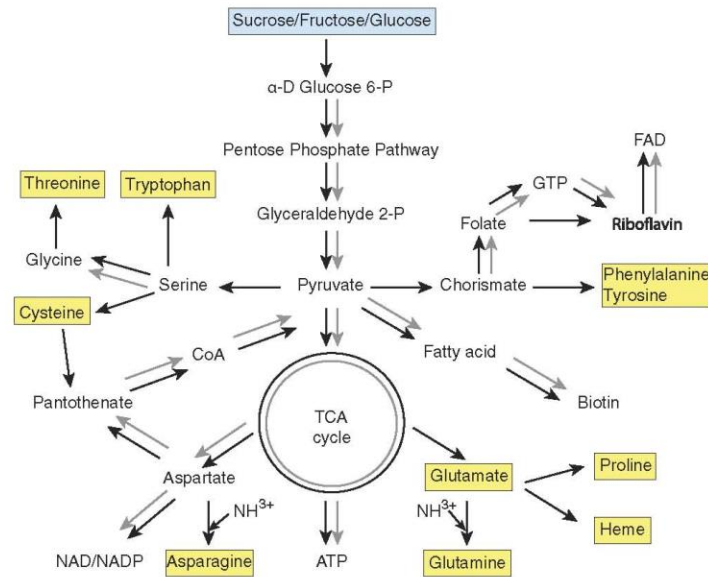 Sucrose/Fructose/Glucose
α-D Glucose 6-P
Pentose Phosphate Pathway
FAD
GTP
Threonine
Tryptophan
Glyceraldehyde 2-P
Folate
Riboflavin
Glycine
Serine
Pyruvate
Chorismate
Phenylalanine
Tyrosine
Cysteine
CoA
Fatty acid
Pantothenate
Biotin
TCA
cycle
Aspartate
Glutamate
Proline
NH3+
NH3+
Heme
NAD/NADP
Asparagine
ATP
Glutamine